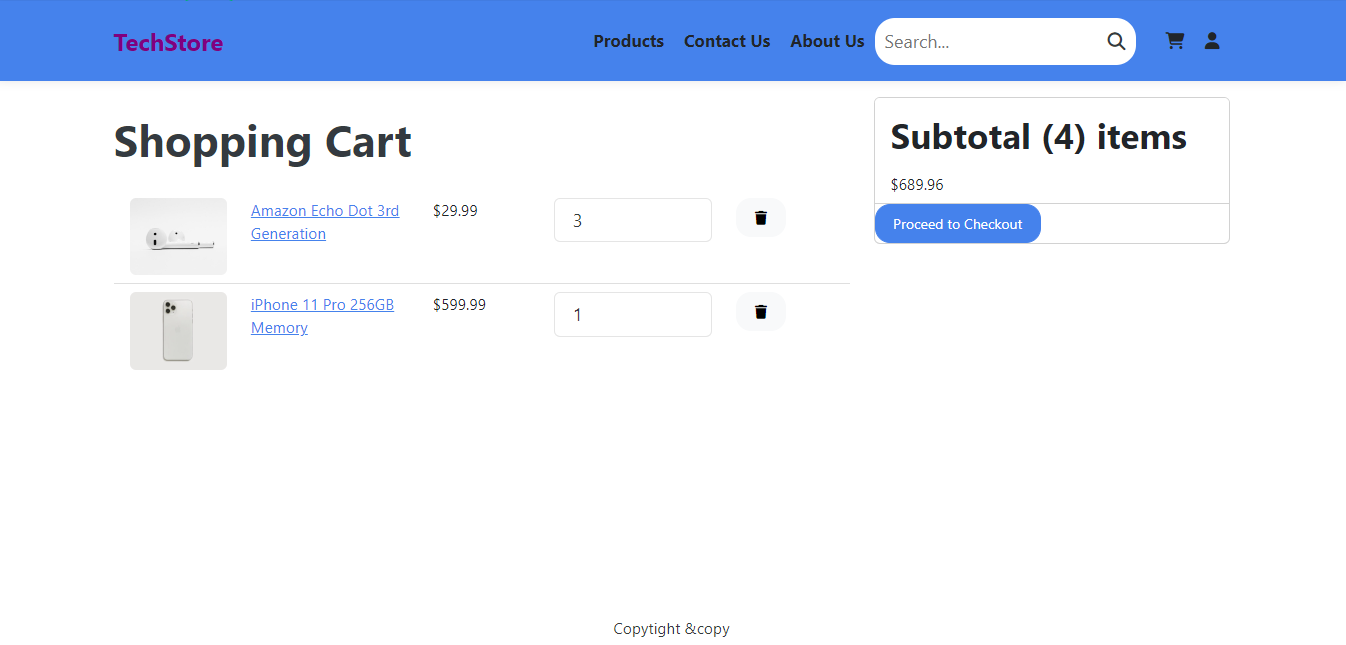 TechStore
Products
Contact Us
About Us
Search...
Shopping Cart
Amazon Echo Dot 3rd
Generation
$29.99
3
iPhone 11 Pro 256GB
Memory
$599.99
1
Subtotal (4) items
$689.96
Proceed to Checkout
Copytight &copy